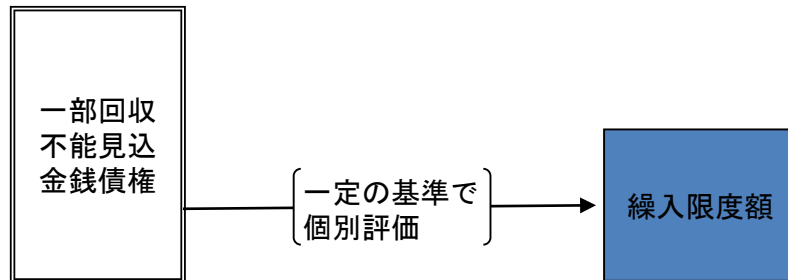 一部回収
不能見込
金銭債権
一定の基準で
個別評価
繰入限度額